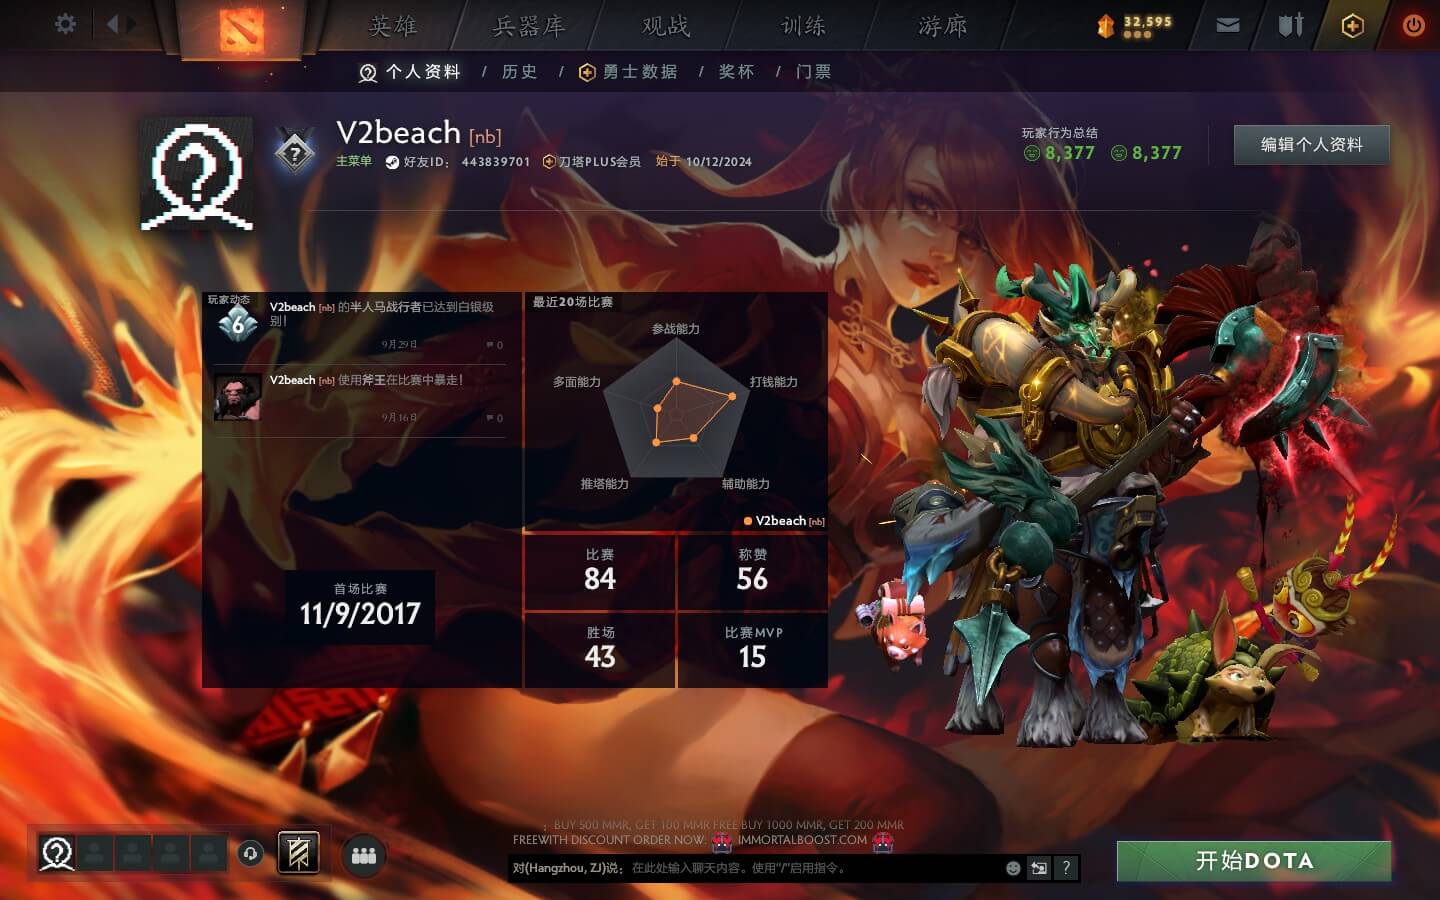 英雄
兵器库
观战
训练
游廊
32,595
个人资料 / 历史 / 勇士数据 / 奖杯 / 门票
V2beach [nb]
主菜单 好友ID: 443839701 刀塔PLUS会员 始于 10/12/2024
玩家行为总结
8,377 8,377
编辑个人资料
玩家动态
6
V2beach [nb] 的半人马战行者已达到白银级
别!
9月29日 0
V2beach [nb] 使用斧王在比赛中暴走!
9月16日 0
首场比赛
11/9/2017
最近20场比赛
参战能力
多面能力
打钱能力
推塔能力
辅助能力
V2beach [nb]
比赛
84
称赞
56
胜场
43
比赛MVP
15
: BUY 500 MMR, GET 100 MMR FREE BUY 1000 MMR, GET 200 MMR
FREEWITH DISCOUNT ORDER NOW: IMMORTALBOOST.COM
对(Hangzhou, ZJ)说: 在此处输入聊天内容。使用“/”启用指令。
?
开始DOTA